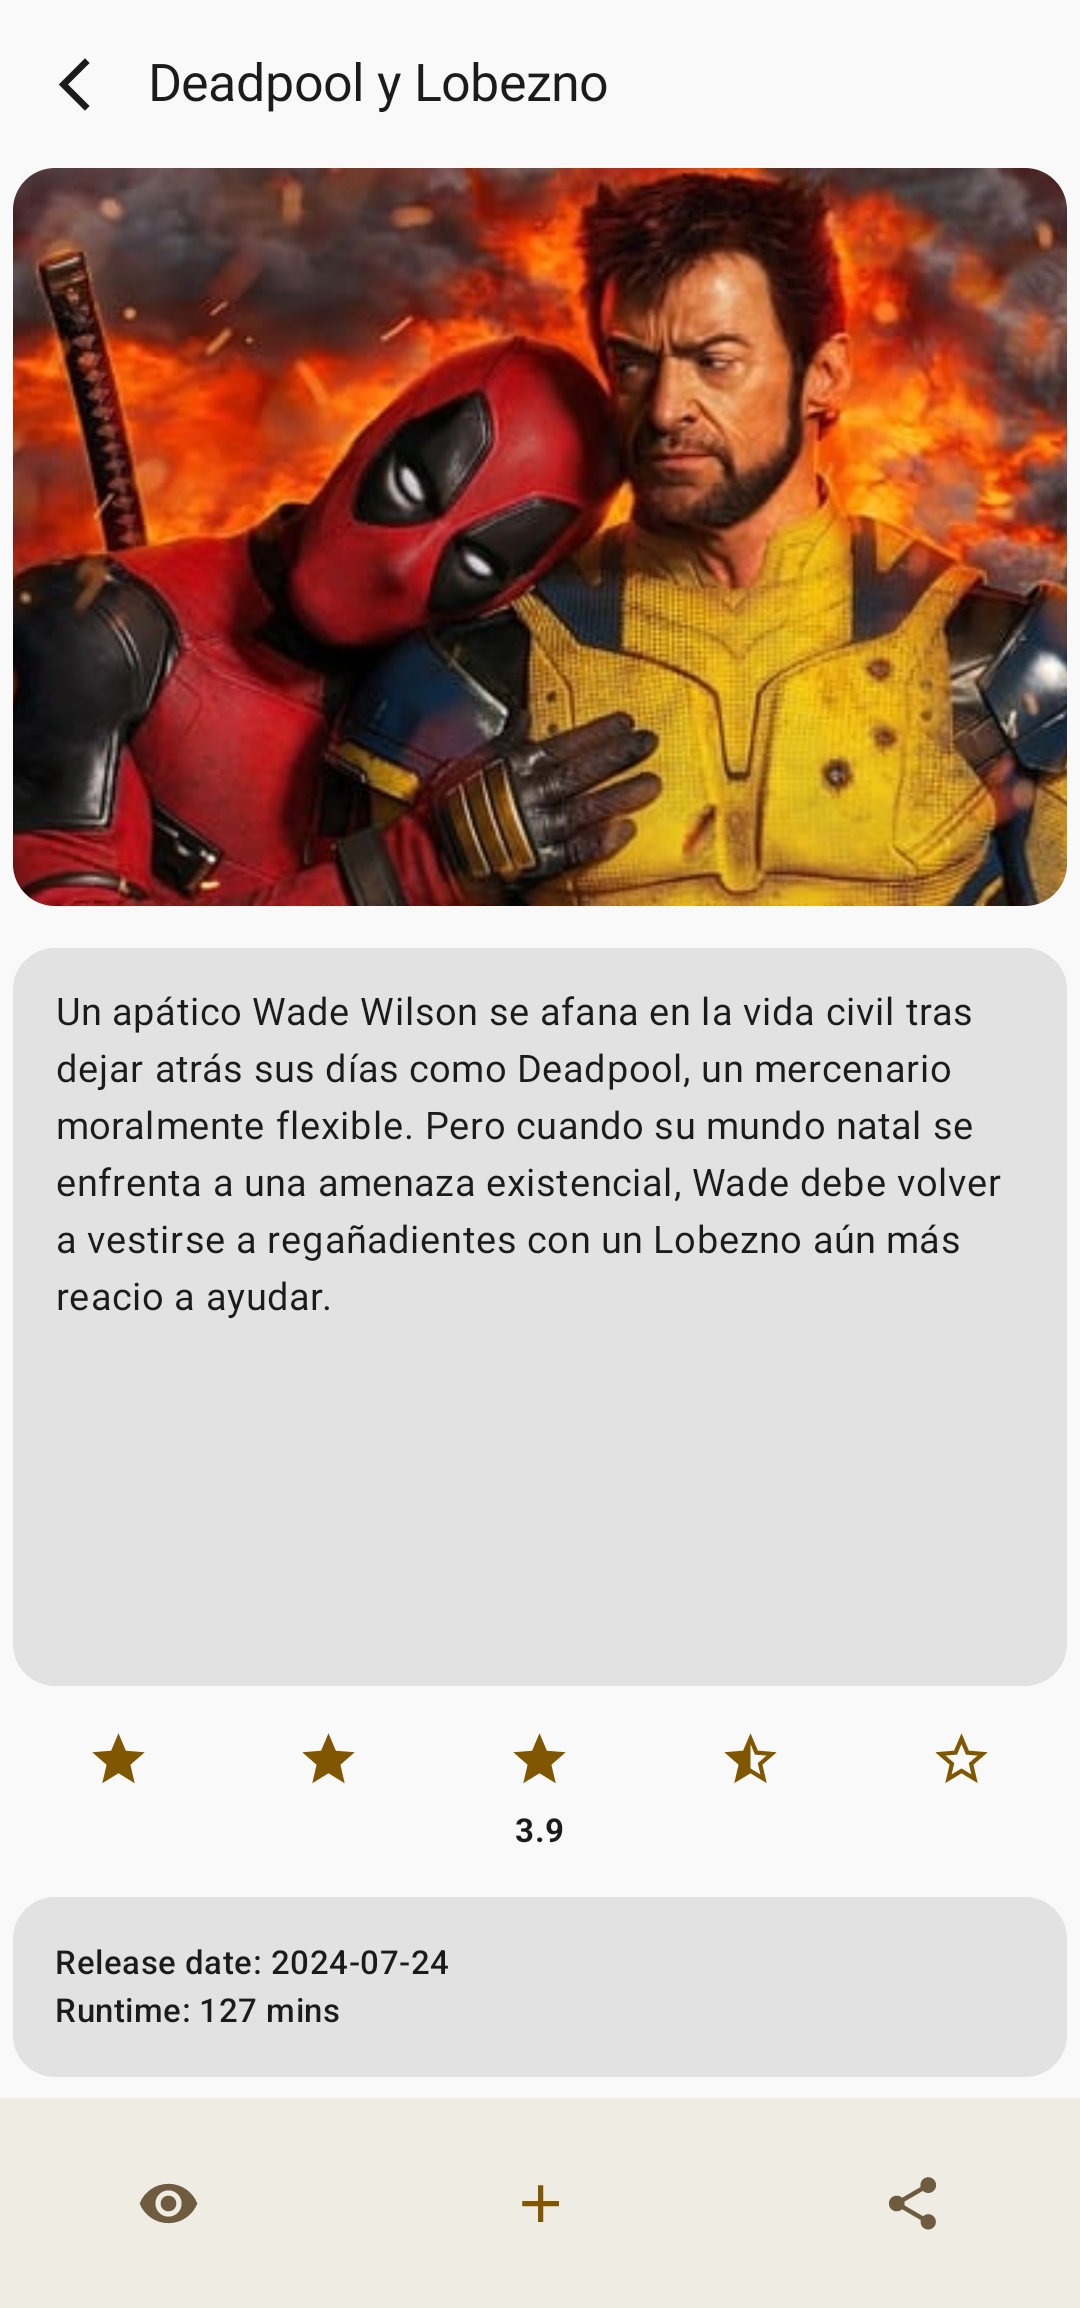 Deadpool y Lobezno
Un apático Wade Wilson se afana en la vida civil tras
dejar atrás sus días como Deadpool, un mercenario
moralmente flexible. Pero cuando su mundo natal se
enfrenta a una amenaza existencial, Wade debe volver
a vestirse a regañadientes con un Lobezno aún más
reacio a ayudar.
3.9
Release date: 2024-07-24
Runtime: 127 mins